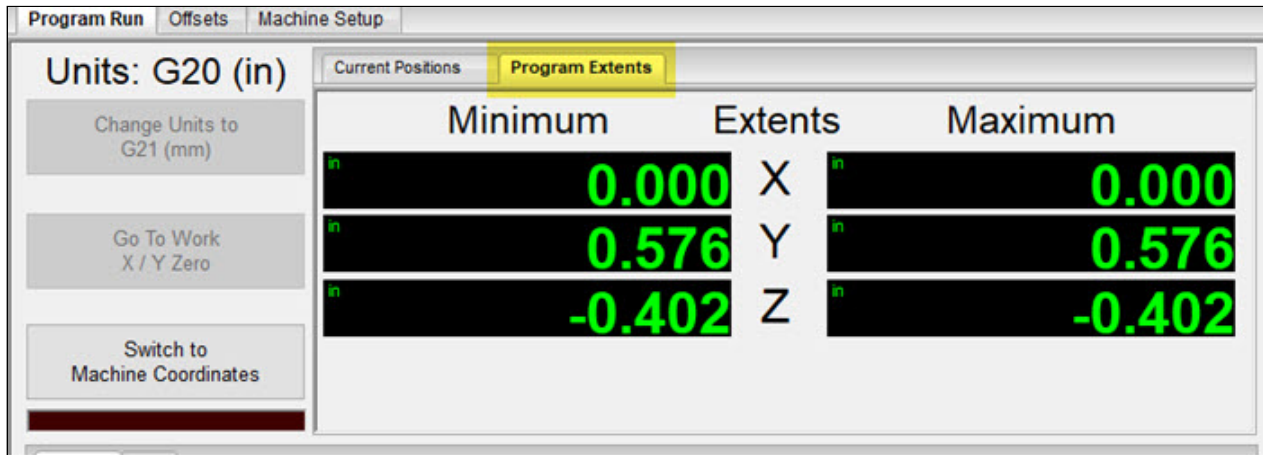 Program Run Offsets Machine Setup
Units: G20 (in)
Current Positions Program Extents
Change Units to
G21 (mm)
Minimum Extents Maximum
in 0.000 X in 0.000
Go To Work
X / Y Zero
in 0.576 Y in 0.576
in -0.402 Z in -0.402
Switch to
Machine Coordinates